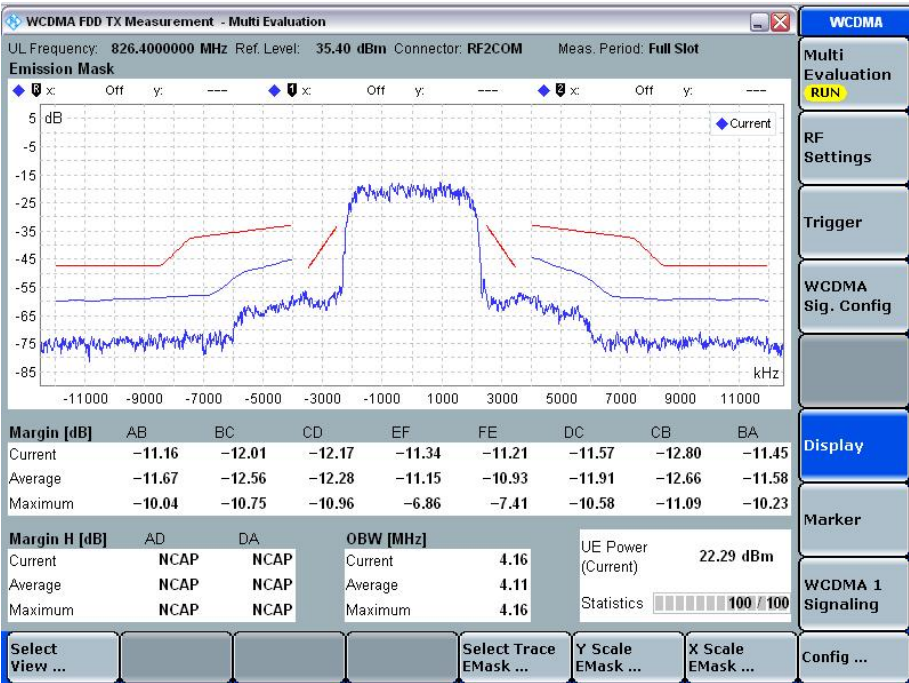 WCDMA FDD TX Measurement - Multi Evaluation
WCDMA
UL Frequency: 826.4000000 MHz Ref. Level: 35.40 dBm Connector: RF2COM Meas. Period: Full Slot
Emission Mask
R x: Off y: --- 1 x: Off y: --- 2 x: Off y: ---
dB
Current
5
-5
-15
-25
-35
-45
-55
-65
-75
-85
kHz
-11000 -9000 -7000 -5000 -3000 -1000 1000 3000 5000 7000 9000 11000
Margin [dB] AB BC CD EF FE DC CB BA
Current -11.16 -12.01 -12.17 -11.34 -11.21 -11.57 -12.80 -11.45
Average -11.67 -12.56 -12.28 -11.15 -10.93 -11.91 -12.66 -11.58
Maximum -10.04 -10.75 -10.96 -6.86 -7.41 -10.58 -11.09 -10.23
Margin H [dB] AD DA
Current NCAP NCAP
Average NCAP NCAP
Maximum NCAP NCAP
OBW [MHz]
Current 4.16
Average 4.11
Maximum 4.16
UE Power
(Current)
22.29 dBm
Statistics 100 / 100
Multi
Evaluation
RUN
RF
Settings
Trigger
WCDMA
Sig. Config
Display
Marker
WCDMA 1
Signaling
Select
View ...
Select Trace
EMask ...
Y Scale
EMask ...
X Scale
EMask ...
Config ...